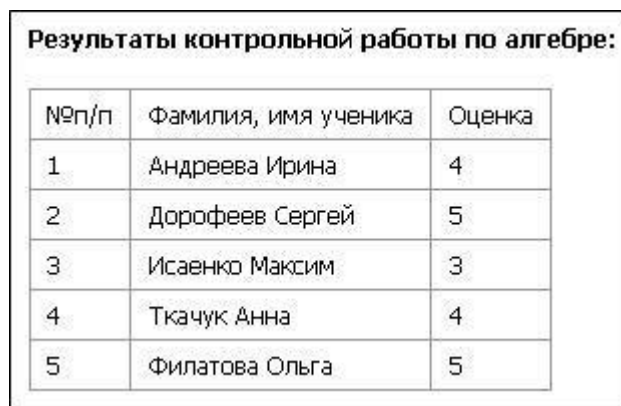 Результаты контрольной работы по алгебре:
№п/п Фамилия, имя ученика Оценка
1 Андреева Ирина 4
2 Дорофеев Сергей 5
3 Исаенко Максим 3
4 Ткачук Анна 4
5 Филатова Ольга 5